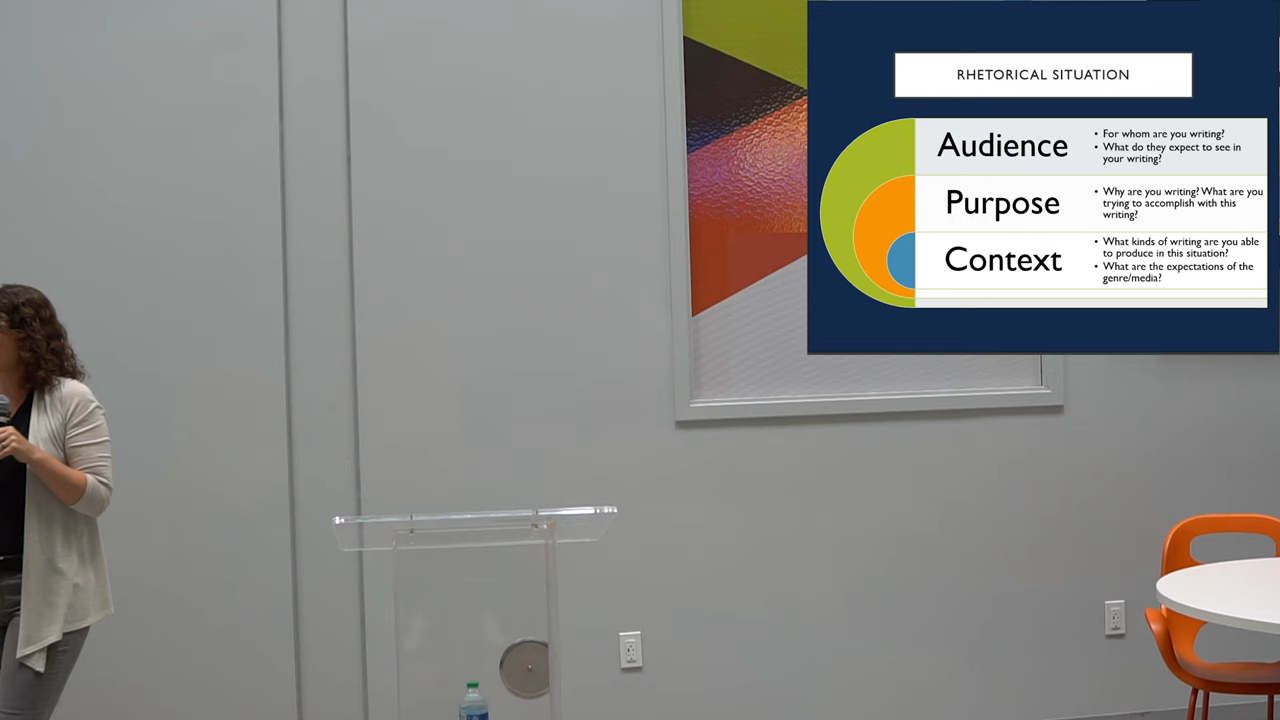 RHETORICAL SITUATION
Audience
• For whom are you writing?
• What do they expect to see in
your writing?
Purpose
• Why are you writing? What are you
trying to accomplish with this
writing?
Context
• What kinds of writing are you able
to produce in this situation?
• What are the expectations of the
genre/media?